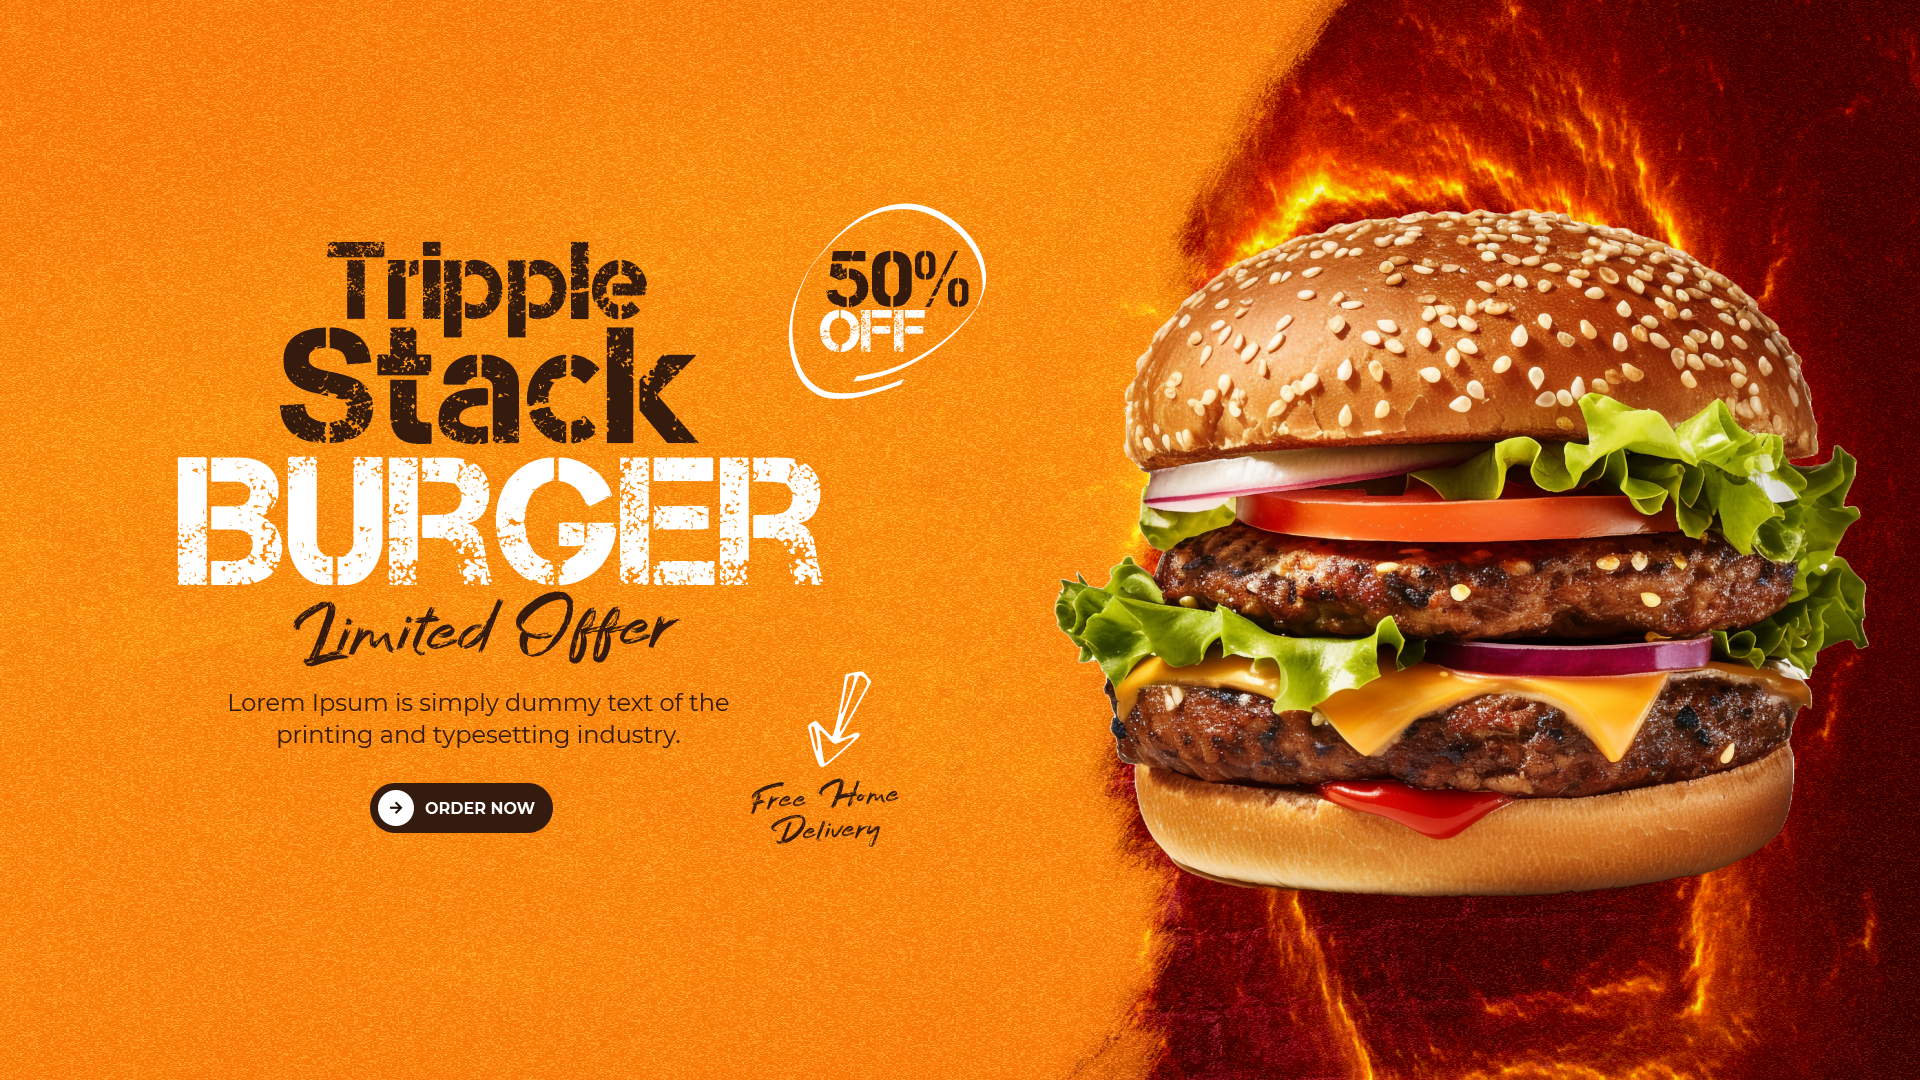 Tripple
Stack
BURGER
Limited Offer
50%
OFF
Lorem Ipsum is simply dummy text of the
printing and typesetting industry.
ORDER NOW
Free Home
Delivery